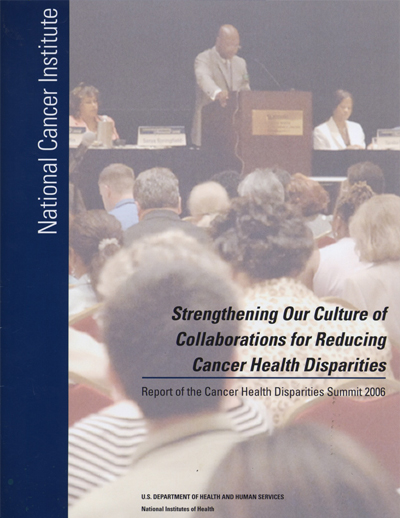 National Cancer Institute
Strengthening Our Culture of
Collaborations for Reducing
Cancer Health Disparities
Report of the Cancer Health Disparities Summit 2006
U.S. DEPARTMENT OF HEALTH AND HUMAN SERVICES
National Institutes of Health